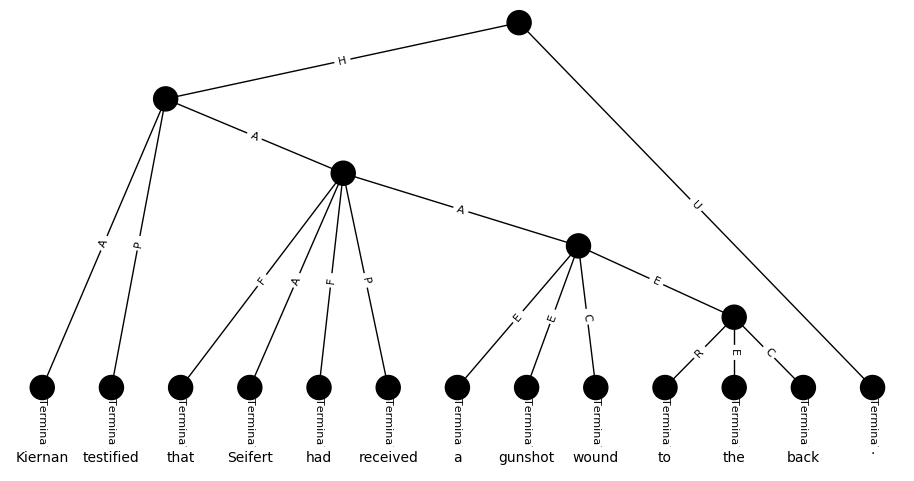 H U
A
A
A P F A F P E E C E
R E C
Termina Termina Termina Termina Termina Termina Termina Termina Termina Termina Termina Termina Termina
Kiernan testified that Seifert had received a gunshot wound to the back .